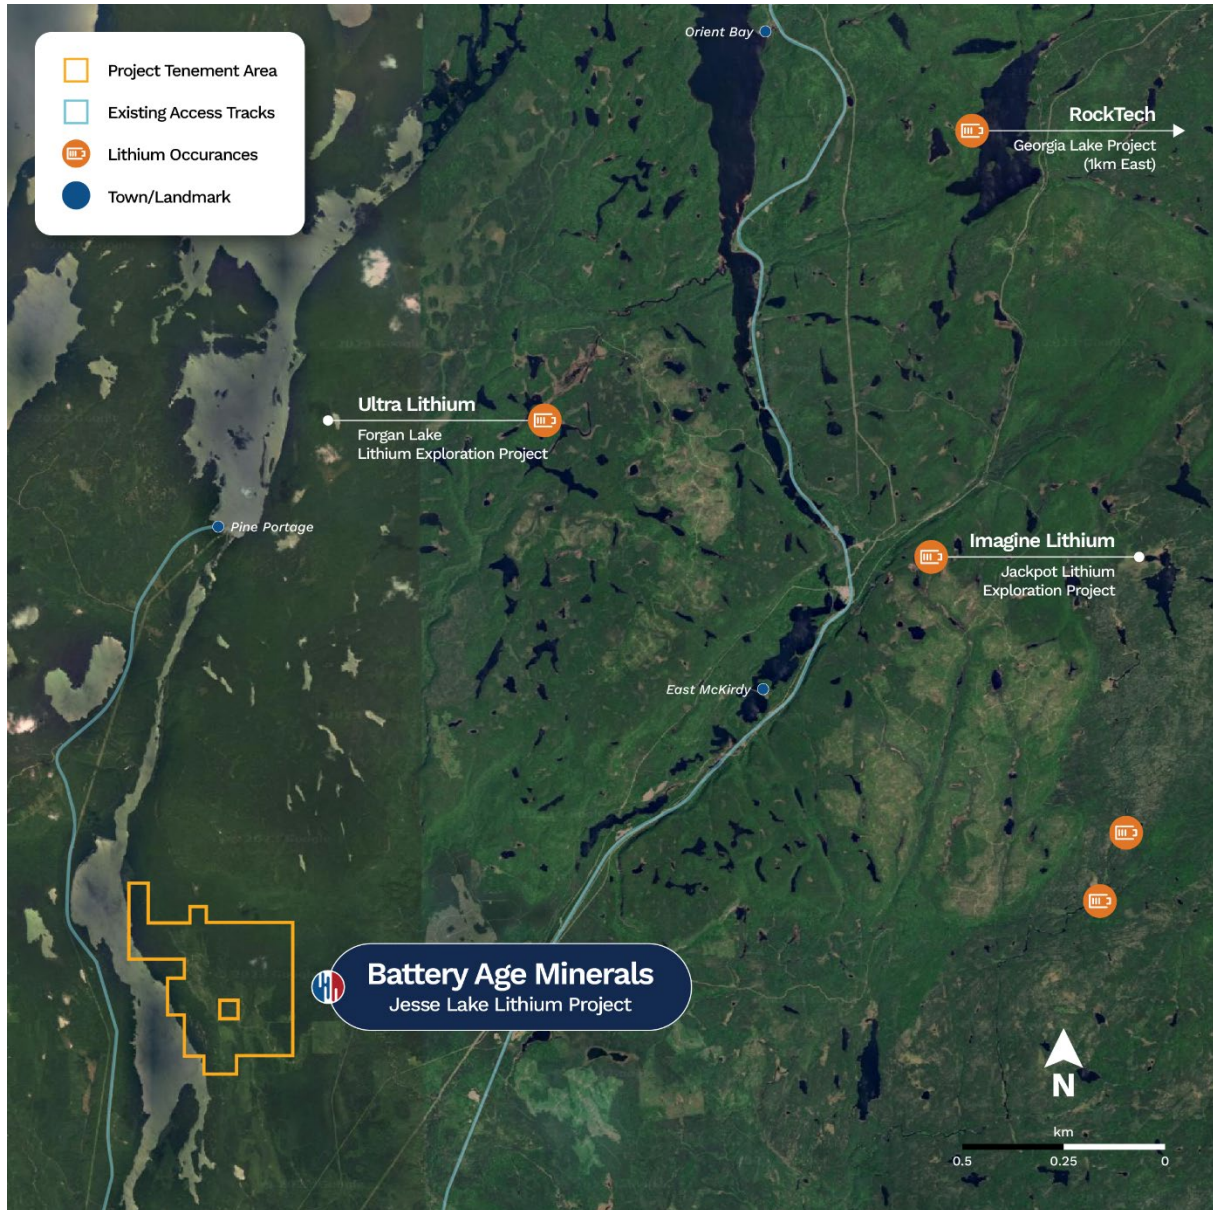 Orient Bay
Project Tenement Area
Existing Access Tracks
Lithium Occurances
Town/Landmark
RockTech
Georgia Lake Project
(1km East)
Ultra Lithium
Forgan Lake
Lithium Exploration Project
Pine Portage
Imagine Lithium
Jackpot Lithium
Exploration Project
East McKirdy
Battery Age Minerals
Jesse Lake Lithium Project
N
km
0.5 0.25 0